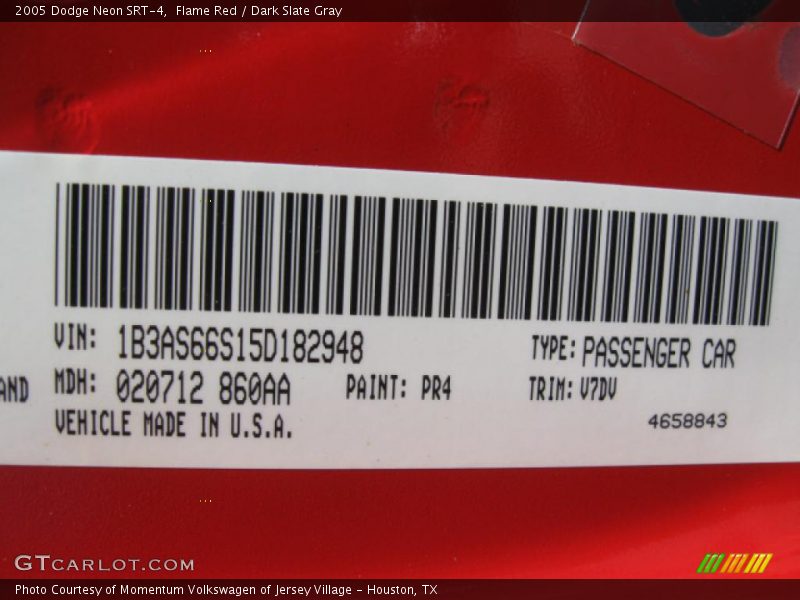 2005 Dodge Neon SRT-4, Flame Red / Dark Slate Gray
VIN: 1B3AS66S15D182948 TYPE: PASSENGER CAR
AND MDH: 020712 860AA PAINT: PR4 TRIM: V7DV
VEHICLE MADE IN U.S.A. 4658843
GTCARLOT.COM
Photo Courtesy of Momentum Volkswagen of Jersey Village - Houston, TX